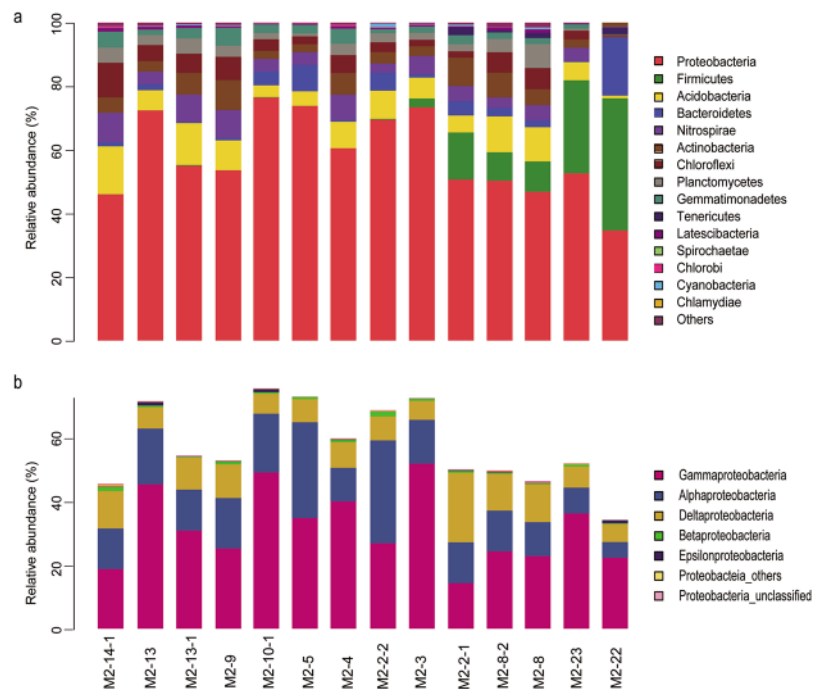 a
Relative abundance (%)
100
80
60
40
20
0
Proteobacteria
Firmicutes
Acidobacteria
Bacteroidetes
Nitrospirae
Actinobacteria
Chloroflexi
Planctomycetes
Gemmatimonadetes
Tenericutes
Latescibacteria
Spirochaetae
Chlorobi
Cyanobacteria
Chlamydiae
Others
b
Relative abundance (%)
60
40
20
0
Gammaproteobacteria
Alphaproteobacteria
Deltaproteobacteria
Betaproteobacteria
Epsilonproteobacteria
Proteobacteia_others
Proteobacteria_unclassified
M2-14-1
M2-13
M2-13-1
M2-9
M2-10-1
M2-5
M2-4
M2-2-2
M2-3
M2-2-1
M2-8-2
M2-8
M2-23
M2-22